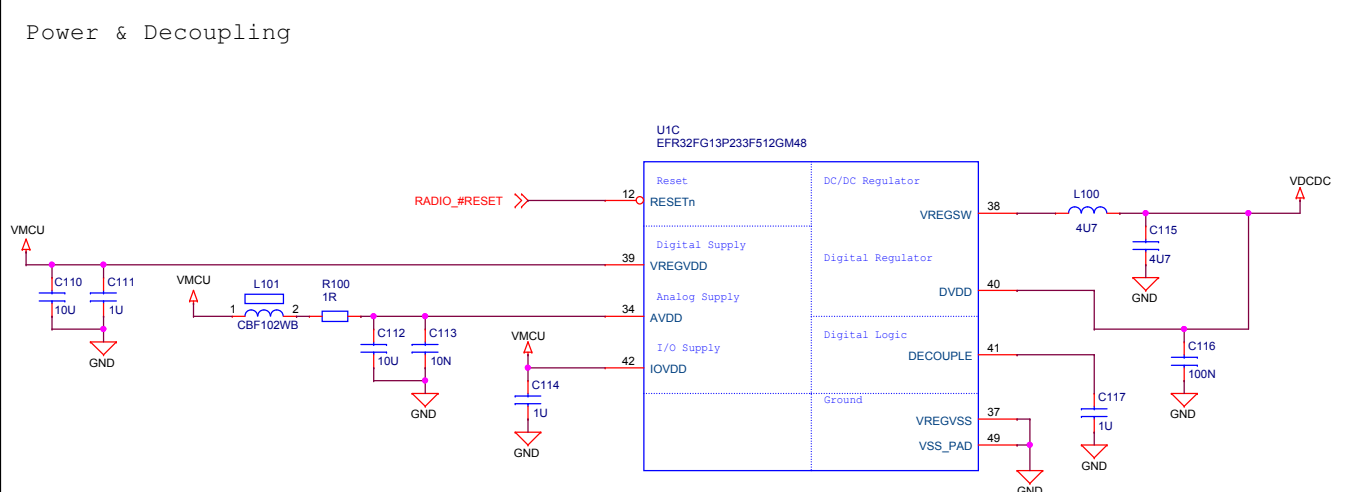 Power & Decoupling
U1C
EFR32FG13P233F512GM48
Reset
DC/DC Regulator
RADIO_#RESET
12
RESETn
VREGSW
38
L100
4U7
VDCDC
C115
4U7
GND
VMCU
Digital Supply
39
VREGVDD
Digital Regulator
C110
10U
C111
1U
GND
VMCU
L101
1
2
CBF102WB
R100
1R
Analog Supply
34
AVDD
DVDD
40
C112
10U
C113
10N
GND
Digital Logic
VMCU
I/O Supply
42
IOVDD
DECOUPLE
41
C116
100N
GND
C114
1U
GND
Ground
C117
1U
GND
VREGVSS
37
VSS_PAD
49
GND